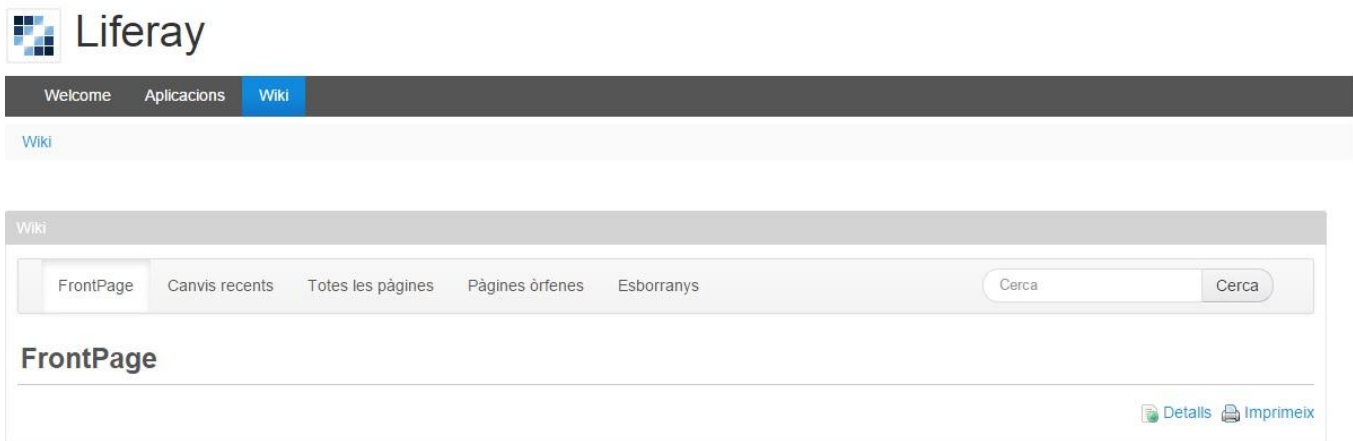 Liferay
Welcome Aplicacions Wiki
Wiki
Wiki
FrontPage Canvis recents Totes les pàgines Pàgines òrfenes Esborranys Cerca Cerca
FrontPage
Detalls Imprimeix